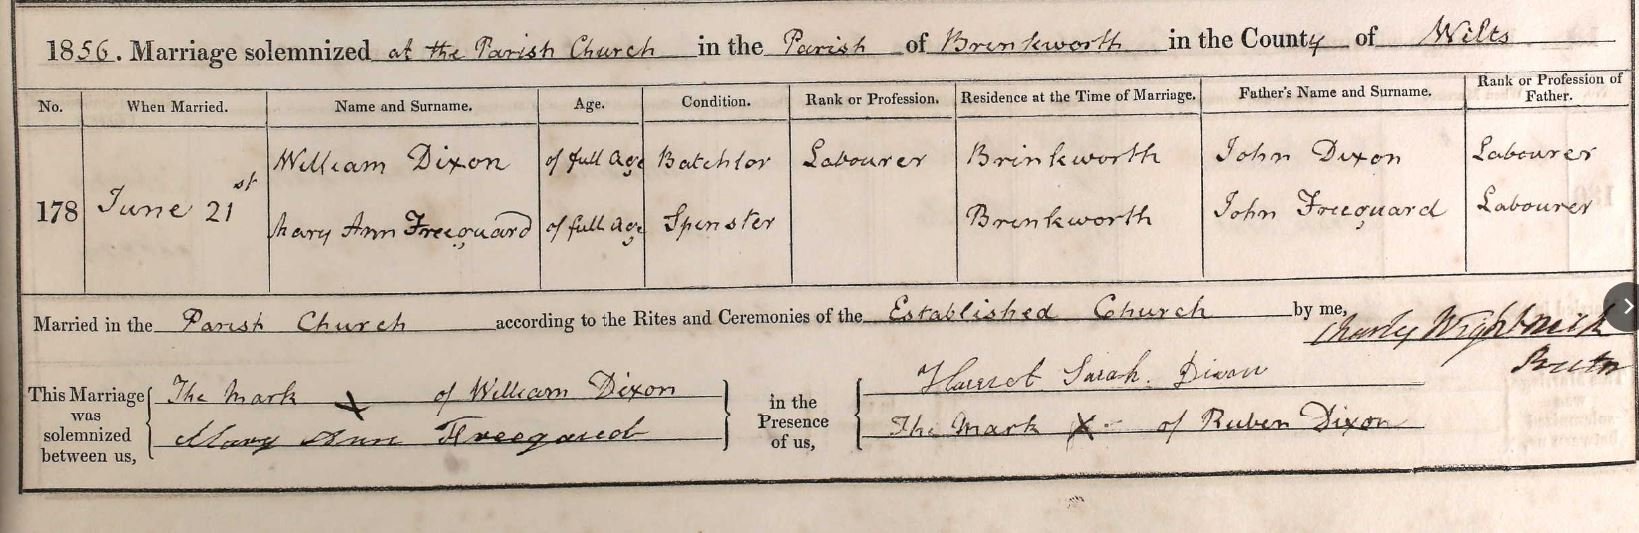 1856. Marriage solemnized at the Parish Church in the Parish of Brinkworth in the County of Wilts
No. When Married. Name and Surname. Age. Condition. Rank or Profession. Residence at the Time of Marriage. Father's Name and Surname. Rank or Profession of Father.
William Dixon of full Age Batchlor Labourer Brinkworth John Dixon Labourer
178 June 21st
Mary Ann Freeguard of full Age Spinster Brinkworth John Freeguard Labourer
Married in the Parish Church according to the Rites and Ceremonies of the Established Church by me, Charles Wightwick
This Marriage was solemnized between us,
The Mark X of William Dixon
Mary Ann Freeguard
in the Presence of us,
Harriet Sarah. Dixon
The Mark X of Ruben Dixon